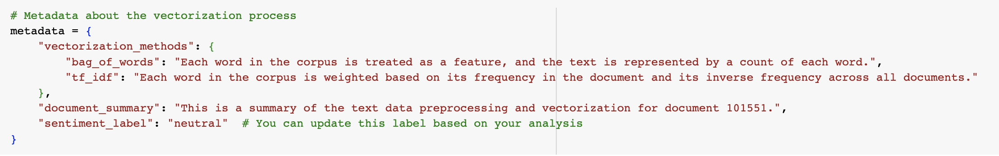 # Metadata about the vectorization process
metadata = {
    "vectorization_methods": {
        "bag_of_words": "Each word in the corpus is treated as a feature, and the text is represented by a count of each word.",
        "tf_idf": "Each word in the corpus is weighted based on its frequency in the document and its inverse frequency across all documents."
    },
    "document_summary": "This is a summary of the text data preprocessing and vectorization for document 101551.",
    "sentiment_label": "neutral"  # You can update this label based on your analysis
}